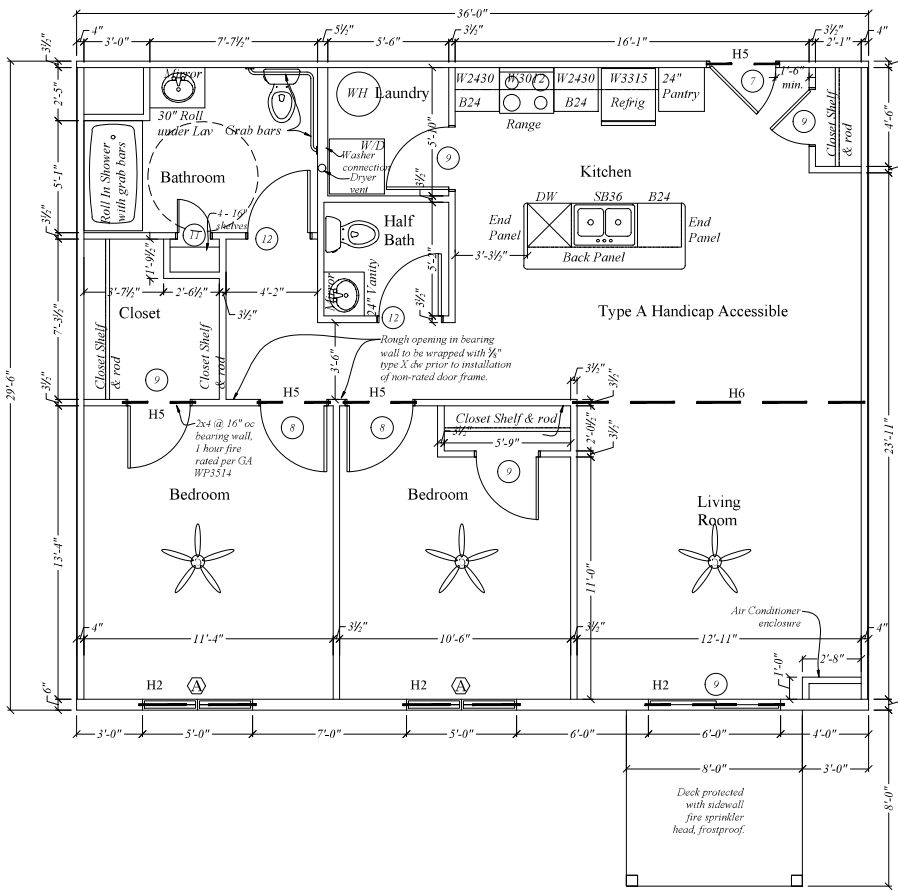 36'-0"
4"
3'-0"
7'-7½"
5½"
5'-6"
3½"
16'-1"
3½"
2'-1"
4"
3½"
H5
Mirror
WH
Laundry
W2430
W3012
W2430
W3315
24"
Pantry
7
1'-6"
min.
B24
B24
Refrig
Range
2'-5"
30" Roll
under Lav
Grab bars
5'-10"
9
Closet Shelf
& rod
4'-6"
9
Roll In Shower
with grab bars
W/D
Washer
connection
Dryer
vent
3½"
5'-1"
Bathroom
Kitchen
4 - 16"
shelves
11
12
Half
Bath
DW
SB36
B24
End
Panel
End
Panel
Back Panel
3½"
1'-9½"
5'-2"
3'-3½"
Mirror
24" Vanity
3'-7½"
2'-6½"
4'-2"
3½"
3½"
12
Closet
Type A Handicap Accessible
7'-3½"
Closet Shelf
& rod
Closet Shelf
& rod
3'-6"
Rough opening in bearing
wall to be wrapped with ⅝"
type X dw prior to installation
of non-rated door frame.
29'-6"
9
3½"
3½"
3½"
H5
H5
H5
H6
2x4 @ 16" oc
bearing wall,
1 hour fire
rated per GA
WP3514
8
8
Closet Shelf & rod
3½"
5'-9"
2'-0½"
3½"
23'-11"
9
Bedroom
Bedroom
Living
Room
13'-4"
11'-0"
Air Conditioner
enclosure
4"
11'-4"
3½"
10'-6"
3½"
12'-11"
4"
2'-8"
1'-0"
6"
H2
A
H2
A
H2
9
3'-0"
5'-0"
7'-0"
5'-0"
6'-0"
6'-0"
4'-0"
8'-0"
3'-0"
8'-0"
Deck protected
with sidewall
fire sprinkler
head, frostproof.